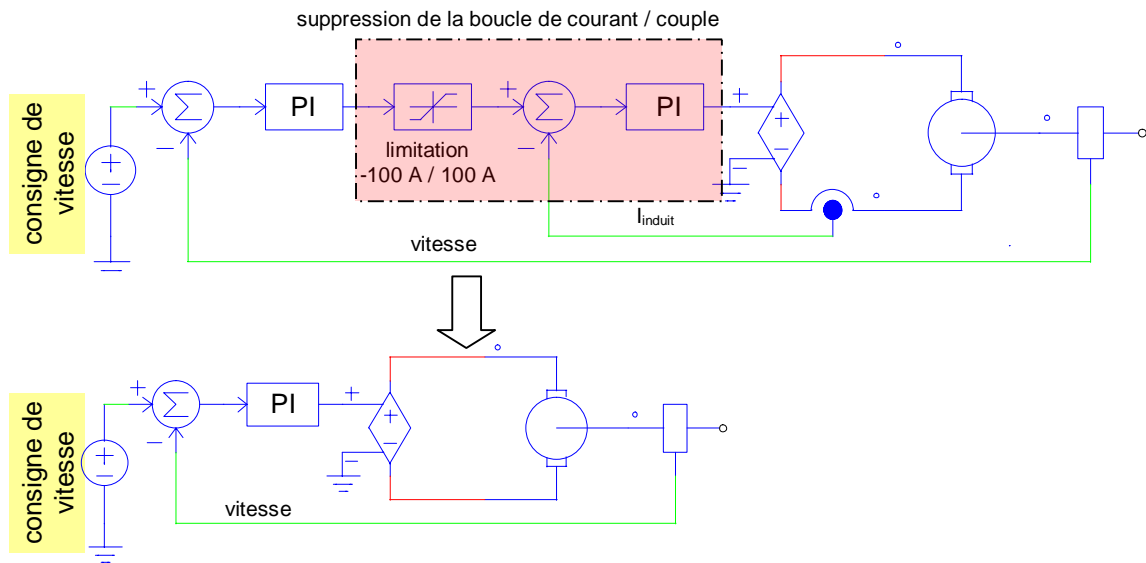 suppression de la boucle de courant / couple
consigne de
vitesse
+
−
Σ
PI
limitation
-100 A / 100 A
+
−
Σ
PI
+
−
+
−
+
−
Iinduit
vitesse
consigne de
vitesse
+
−
Σ
PI
+
−
+
−
+
−
vitesse